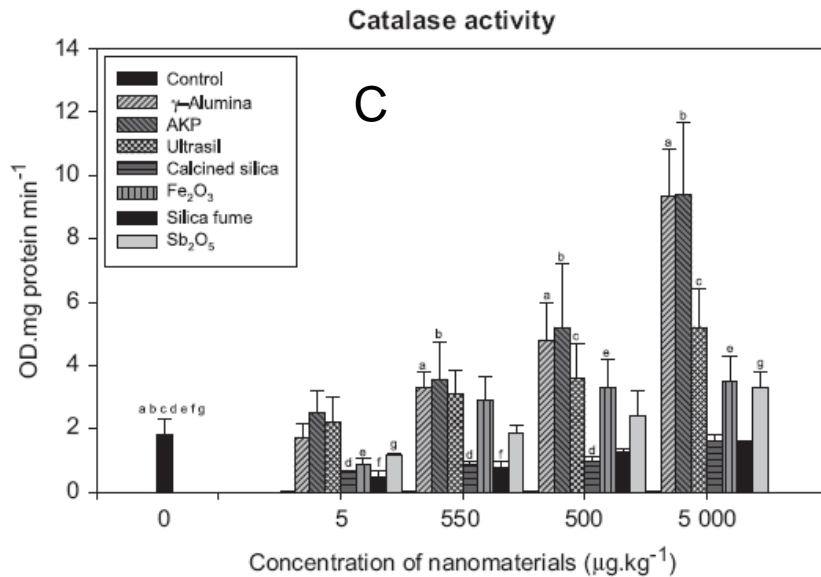 Catalase activity
14
12
10
8
6
4
2
0
OD.mg protein min⁻¹
Control
γ–Alumina
AKP
Ultrasil
Calcined silica
Fe₂O₃
Silica fume
Sb₂O₅
C
a b c d e f g
d e f g
a b d f
a b c d e
a b c e g
0 5 550 500 5 000
Concentration of nanomaterials (µg.kg⁻¹)